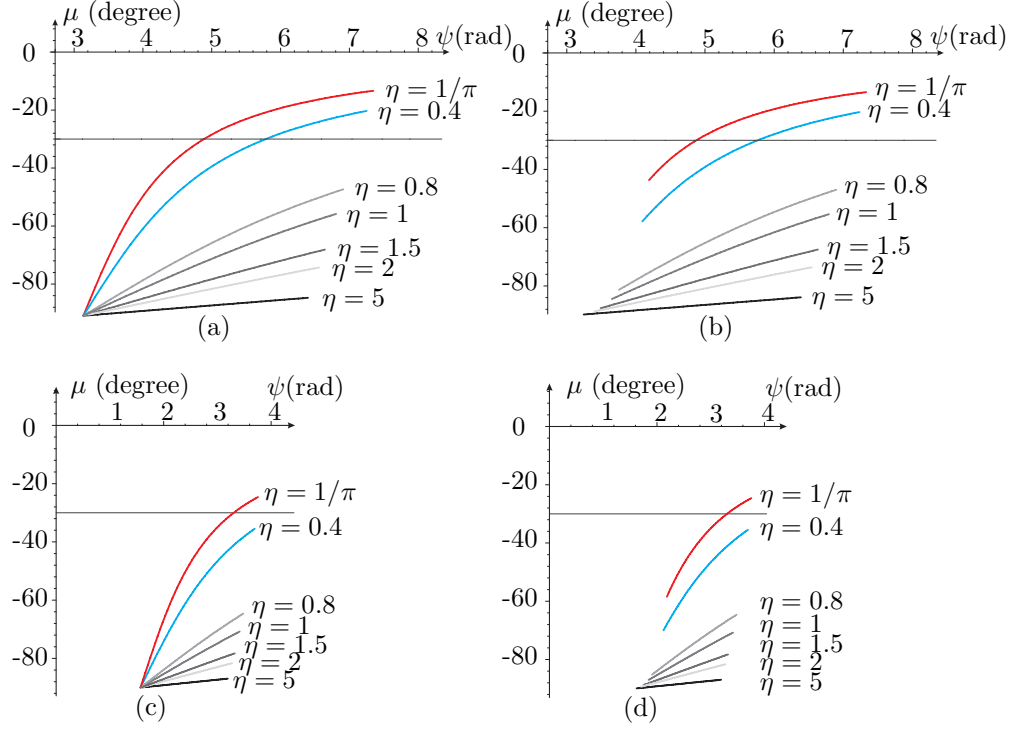 μ (degree)
3 4 5 6 7 8 ψ(rad)
0
-20
-40
-60
-80
η = 1/π
η = 0.4
η = 0.8
η = 1
η = 1.5
η = 2
η = 5
(a)
μ (degree)
3 4 5 6 7 8 ψ(rad)
0
-20
-40
-60
-80
η = 1/π
η = 0.4
η = 0.8
η = 1
η = 1.5
η = 2
η = 5
(b)
μ (degree) ψ(rad)
1 2 3 4
0
-20
-40
-60
-80
η = 1/π
η = 0.4
η = 0.8
η = 1
η = 1.5
η = 2
η = 5
(c)
μ (degree) ψ(rad)
1 2 3 4
0
-20
-40
-60
-80
η = 1/π
η = 0.4
η = 0.8
η = 1
η = 1.5
η = 2
η = 5
(d)